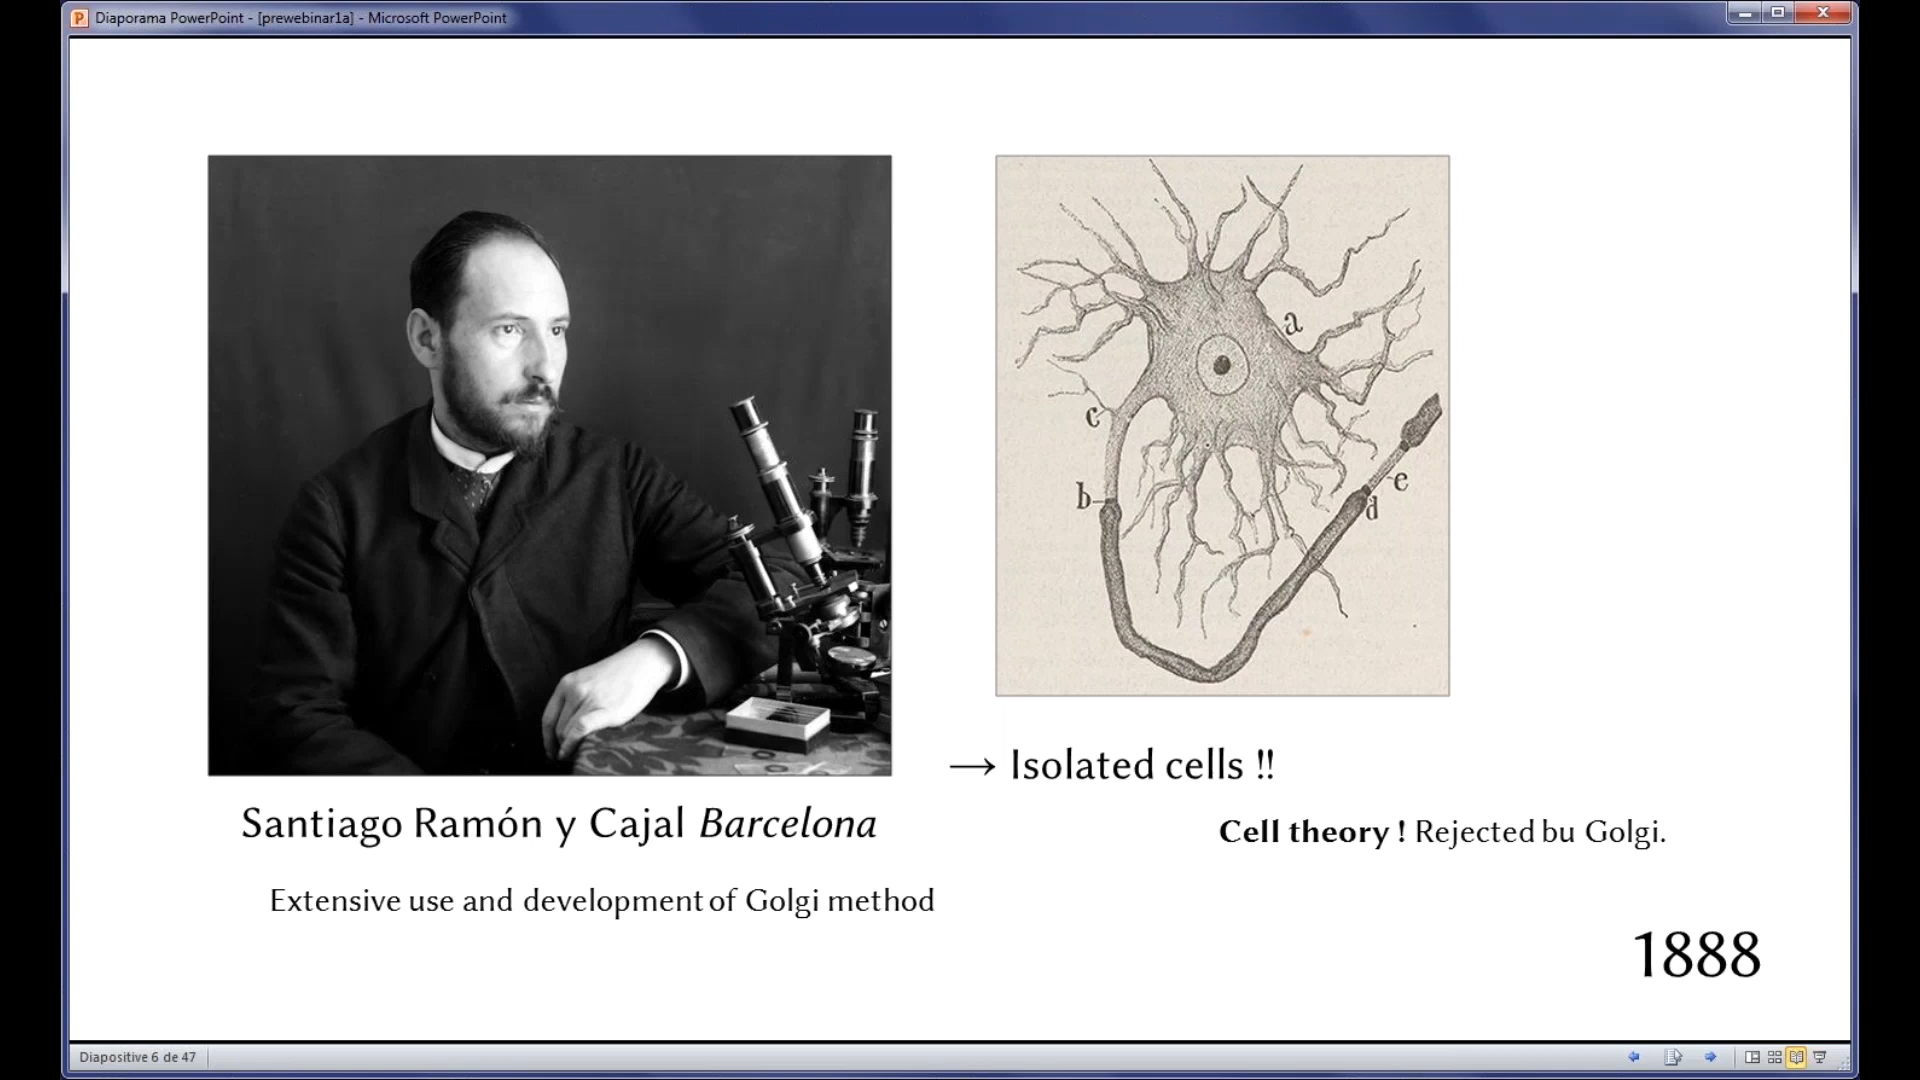 Diaporama PowerPoint - [prewebinar1a] - Microsoft PowerPoint
a
c
b
e
d
→ Isolated cells !!
Santiago Ramón y Cajal Barcelona
Cell theory ! Rejected bu Golgi.
Extensive use and development of Golgi method
1888
Diapositive 6 de 47